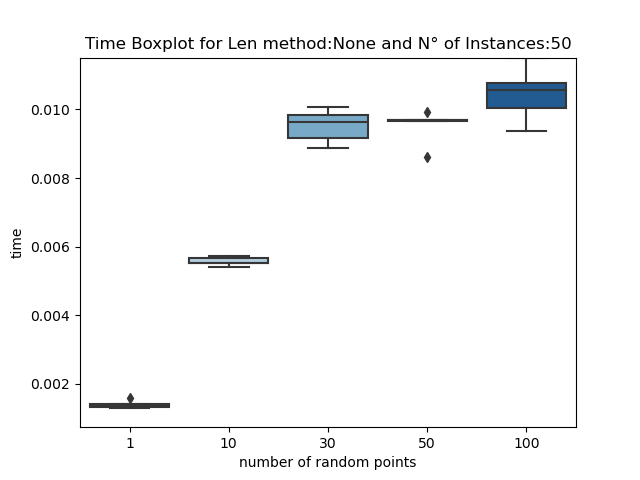 Time Boxplot for Len method:None and N° of Instances:50
0.010
0.008
0.006
0.004
0.002
time
1 10 30 50 100
number of random points